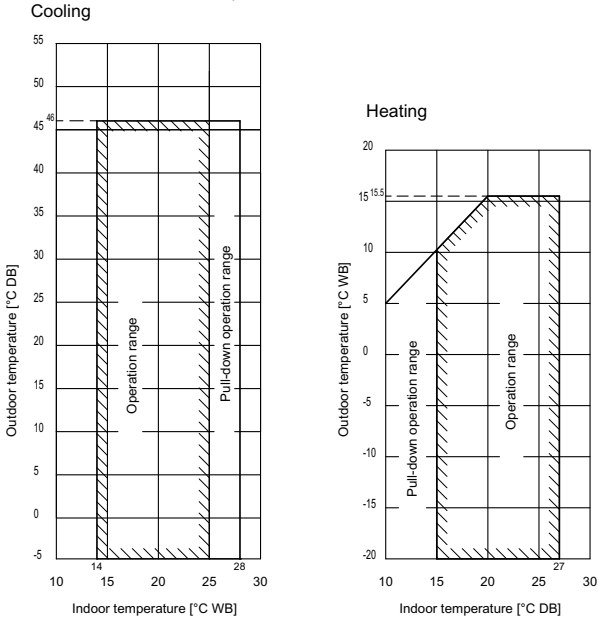 Cooling
55
50
46
45
40
35
30
25
20
15
10
5
0
-5
Outdoor temperature [°C DB]
Operation range
Pull-down operation range
14
28
10 15 20 25 30
Indoor temperature [°C WB]
Heating
20
15.5
15
10
5
0
-5
-10
-15
-20
Outdoor temperature [°C WB]
Pull-down operation range
Operation range
27
10 15 20 25 30
Indoor temperature [°C DB]